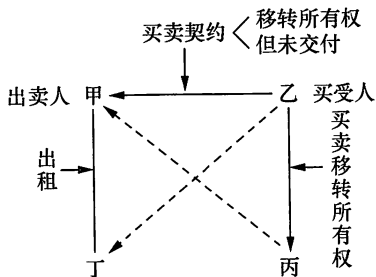 买卖契约
移转所有权
但未交付
出卖人 甲
乙 买受人
出租
买卖移转所有权
丁
丙